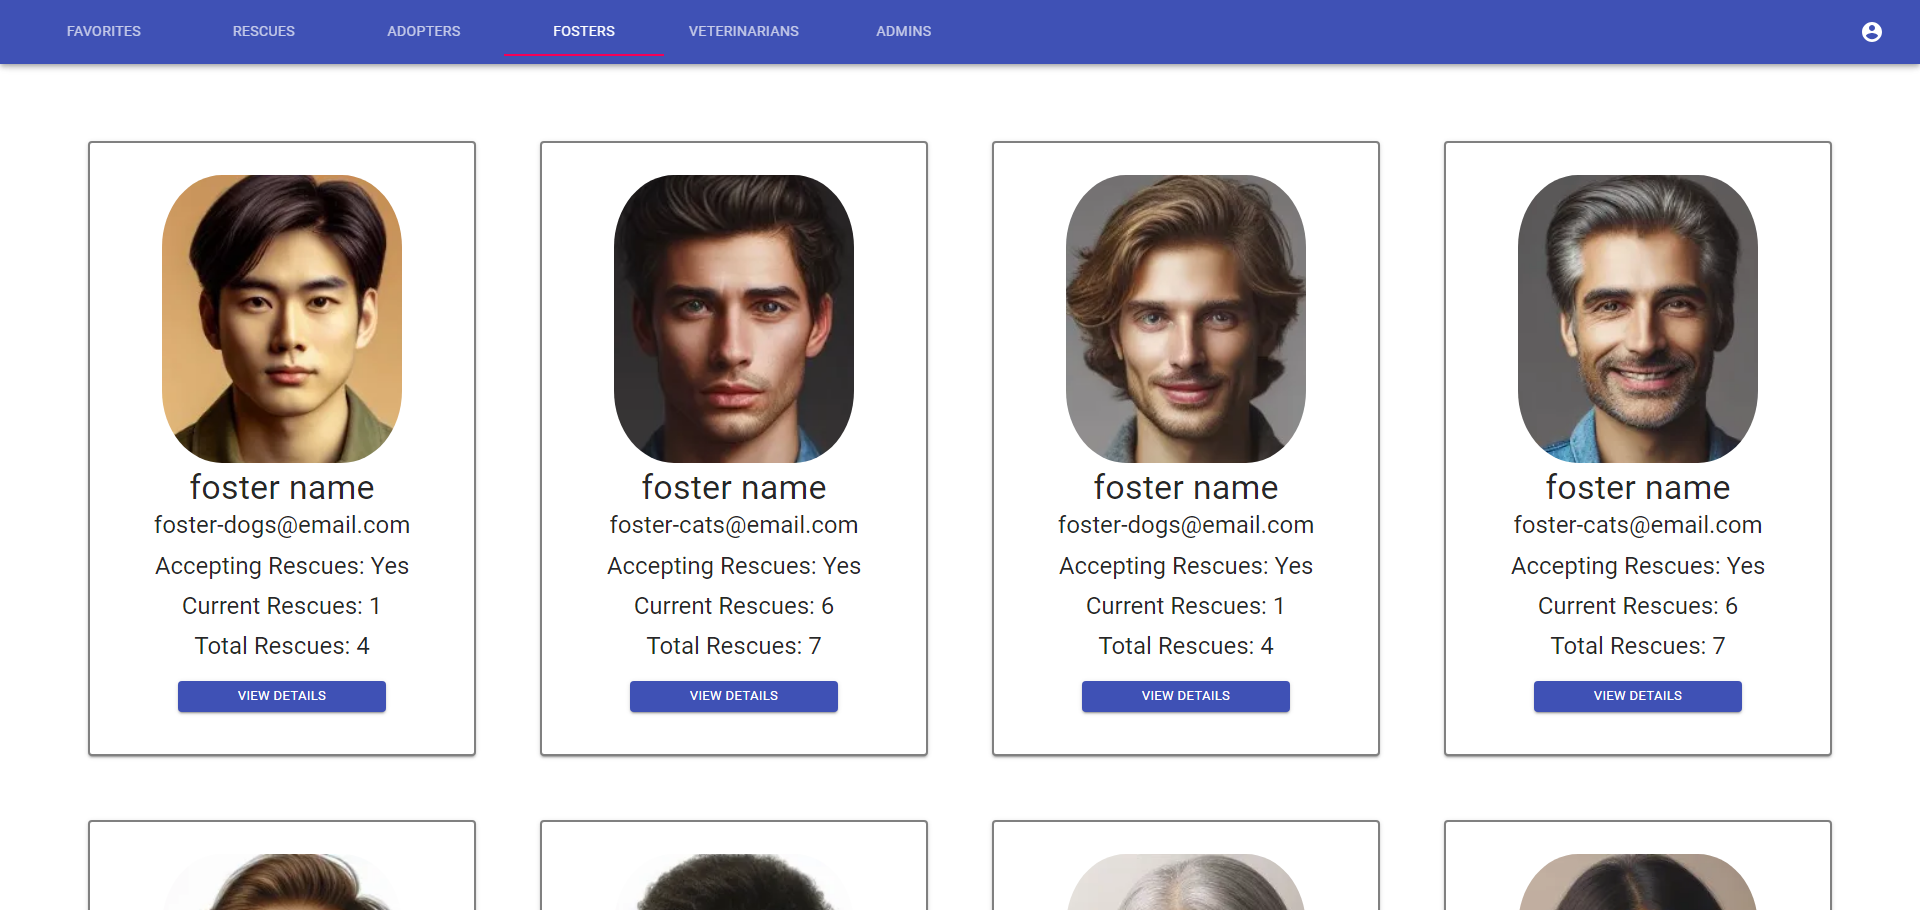 FAVORITES
RESCUES
ADOPTERS
FOSTERS
VETERINARIANS
ADMINS
foster name
foster-dogs@email.com
Accepting Rescues: Yes
Current Rescues: 1
Total Rescues: 4
VIEW DETAILS
foster name
foster-cats@email.com
Accepting Rescues: Yes
Current Rescues: 6
Total Rescues: 7
VIEW DETAILS
foster name
foster-dogs@email.com
Accepting Rescues: Yes
Current Rescues: 1
Total Rescues: 4
VIEW DETAILS
foster name
foster-cats@email.com
Accepting Rescues: Yes
Current Rescues: 6
Total Rescues: 7
VIEW DETAILS